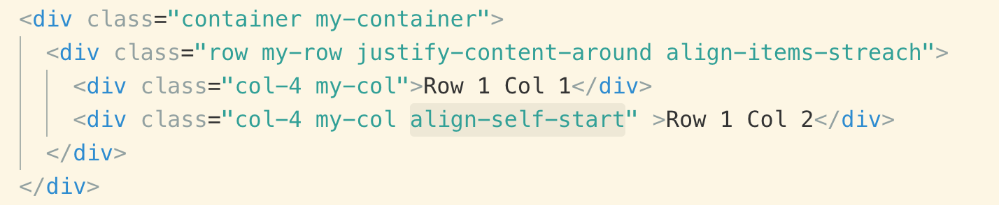 <div class="container my-container">
<div class="row my-row justify-content-around align-items-streach">
<div class="col-4 my-col">Row 1 Col 1</div>
<div class="col-4 my-col align-self-start" >Row 1 Col 2</div>
</div>
</div>